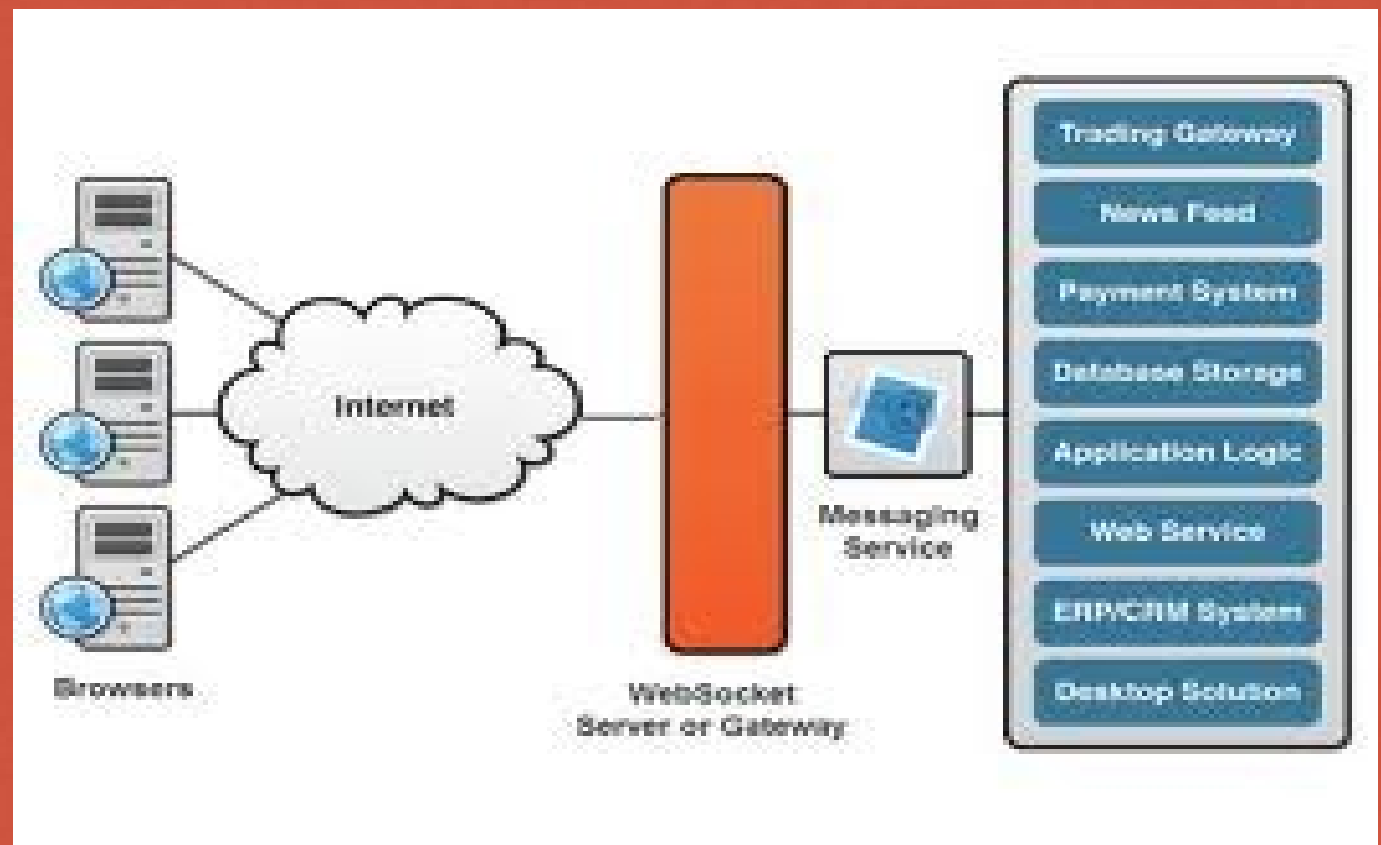 Browsers
Internet
WebSocket
Server or Gateway
Messaging
Service
Trading Gateway
News Feed
Payment System
Database Storage
Application Logic
Web Service
ERP/CRM System
Desktop Solution